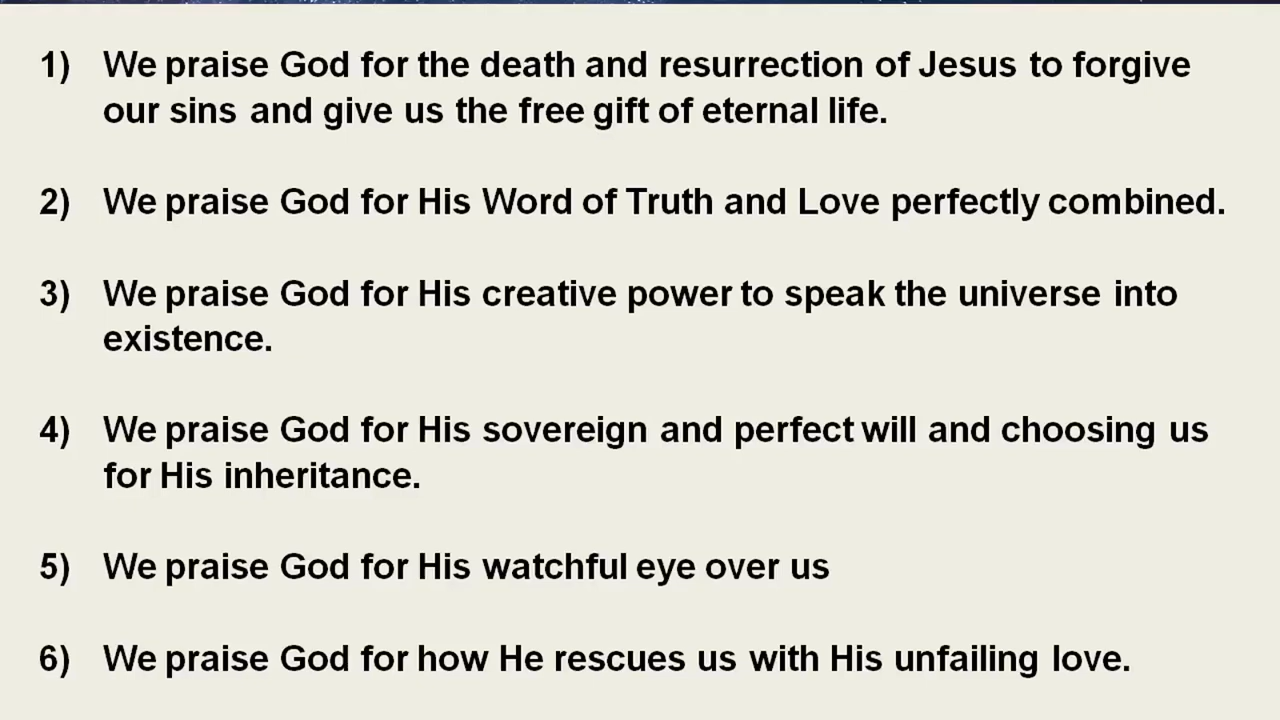 1) We praise God for the death and resurrection of Jesus to forgive
our sins and give us the free gift of eternal life.
2) We praise God for His Word of Truth and Love perfectly combined.
3) We praise God for His creative power to speak the universe into
existence.
4) We praise God for His sovereign and perfect will and choosing us
for His inheritance.
5) We praise God for His watchful eye over us
6) We praise God for how He rescues us with His unfailing love.